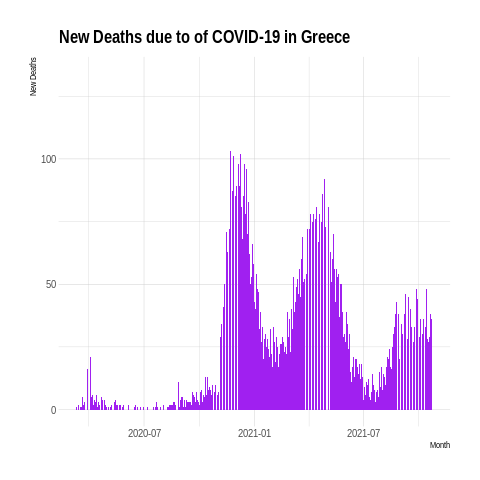 New Deaths due to of COVID-19 in Greece
New Deaths
100
50
0
2020-07 2021-01 2021-07
Month